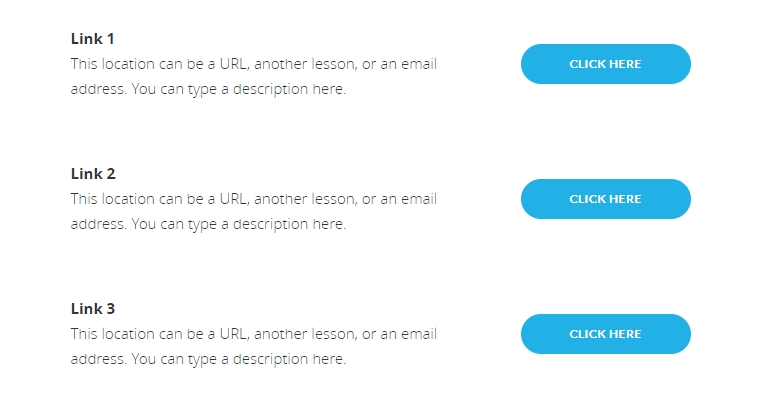 Link 1
This location can be a URL, another lesson, or an email
address. You can type a description here.
CLICK HERE
Link 2
This location can be a URL, another lesson, or an email
address. You can type a description here.
CLICK HERE
Link 3
This location can be a URL, another lesson, or an email
address. You can type a description here.
CLICK HERE